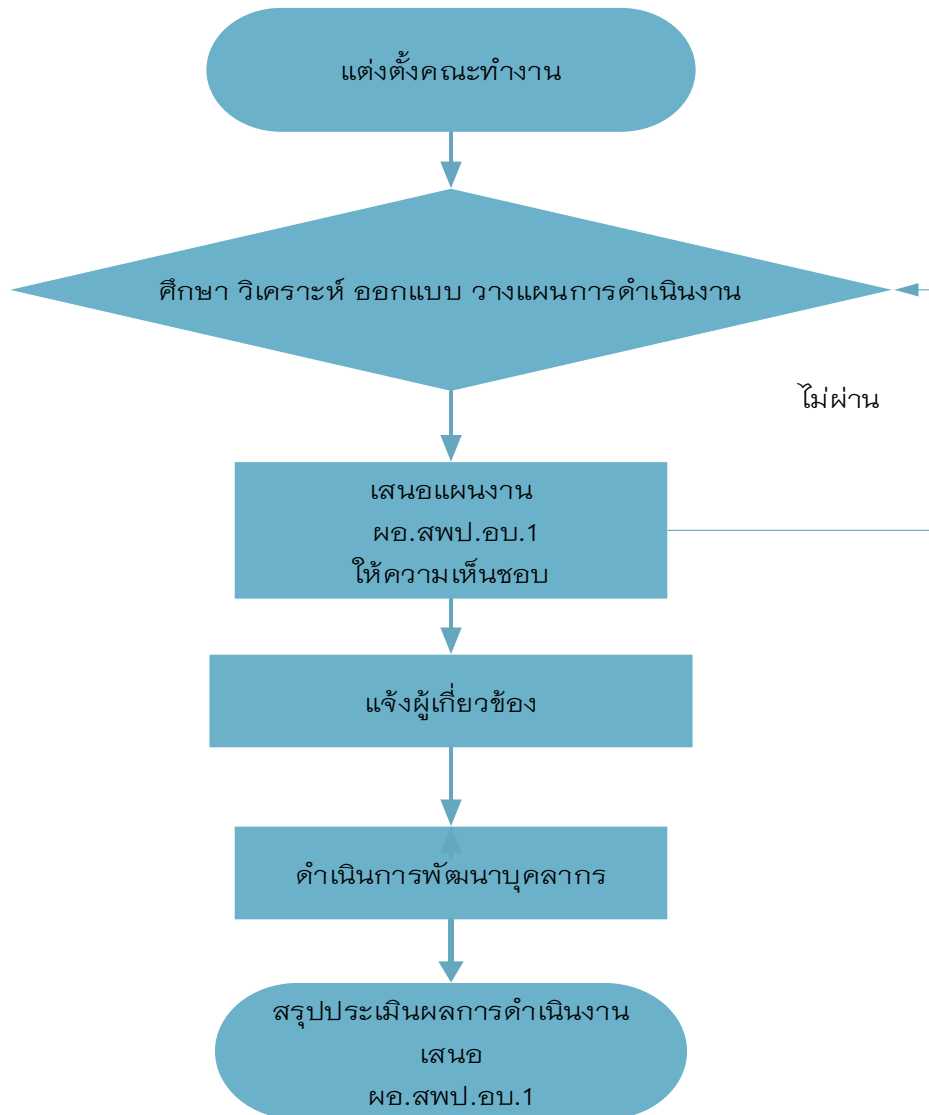 แต่งตั้งคณะทำงาน
ศึกษา วิเคราะห์ ออกแบบ วางแผนการดำเนินงาน
ไม่ผ่าน
เสนอแผนงาน
ผอ.สพป.อบ.1
ให้ความเห็นชอบ
แจ้งผู้เกี่ยวข้อง
ดำเนินการพัฒนาบุคลากร
สรุปประเมินผลการดำเนินงาน
เสนอ
ผอ.สพป.อบ.1